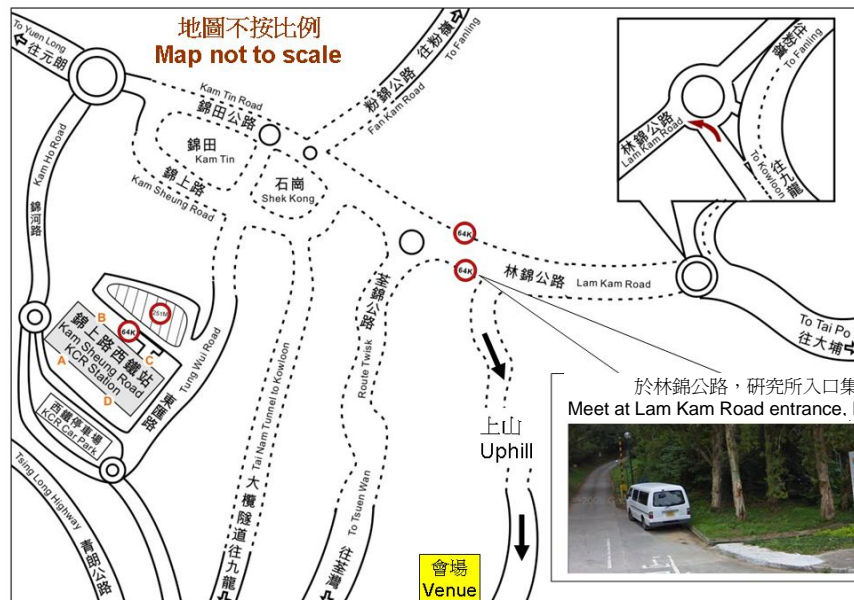 地圖不按比例
Map not to scale
To Yuen Long
往元朗
Kam Tin Road
錦田公路
粉錦公路 往粉嶺
Fan Kam Road To Fanling
往粉嶺
To Fanling
林錦公路
Lam Kam Road
To Kowloon
往九龍
錦田
Kam Tin
錦上路
Kam Sheung Road
石崗
Shek Kong
Kam Ho Road
錦河路
64K
64K
林錦公路 Lam Kam Road
荃錦公路
Route Twisk
To Tai Po
往大埔
251M
64K
B
C
A
D
錦上路西鐵站
Kam Sheung Road
KCR Station
Tung Wui Road
東匯路
西鐵停車場
KCR Car Park
Tsing Long Highway
青朗公路
Tai Nam Tunnel to Kowloon
大欖隧道往九龍
To Tsuen Wan
往荃灣
上山
Uphill
於林錦公路，研究所入口集
Meet at Lam Kam Road entrance,
會場
Venue